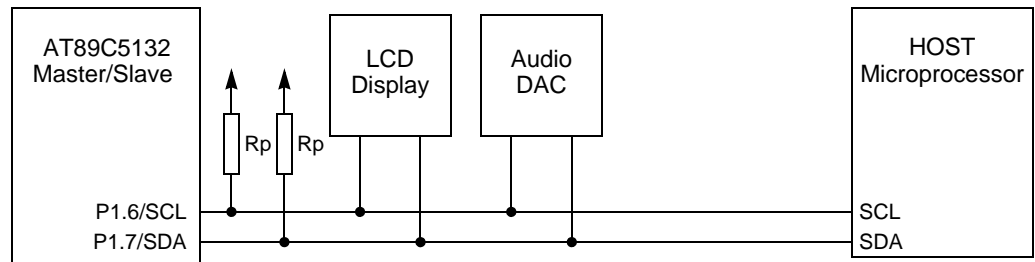 AT89C5132
Master/Slave
LCD
Display
Audio
DAC
HOST
Microprocessor
Rp
Rp
P1.6/SCL
P1.7/SDA
SCL
SDA